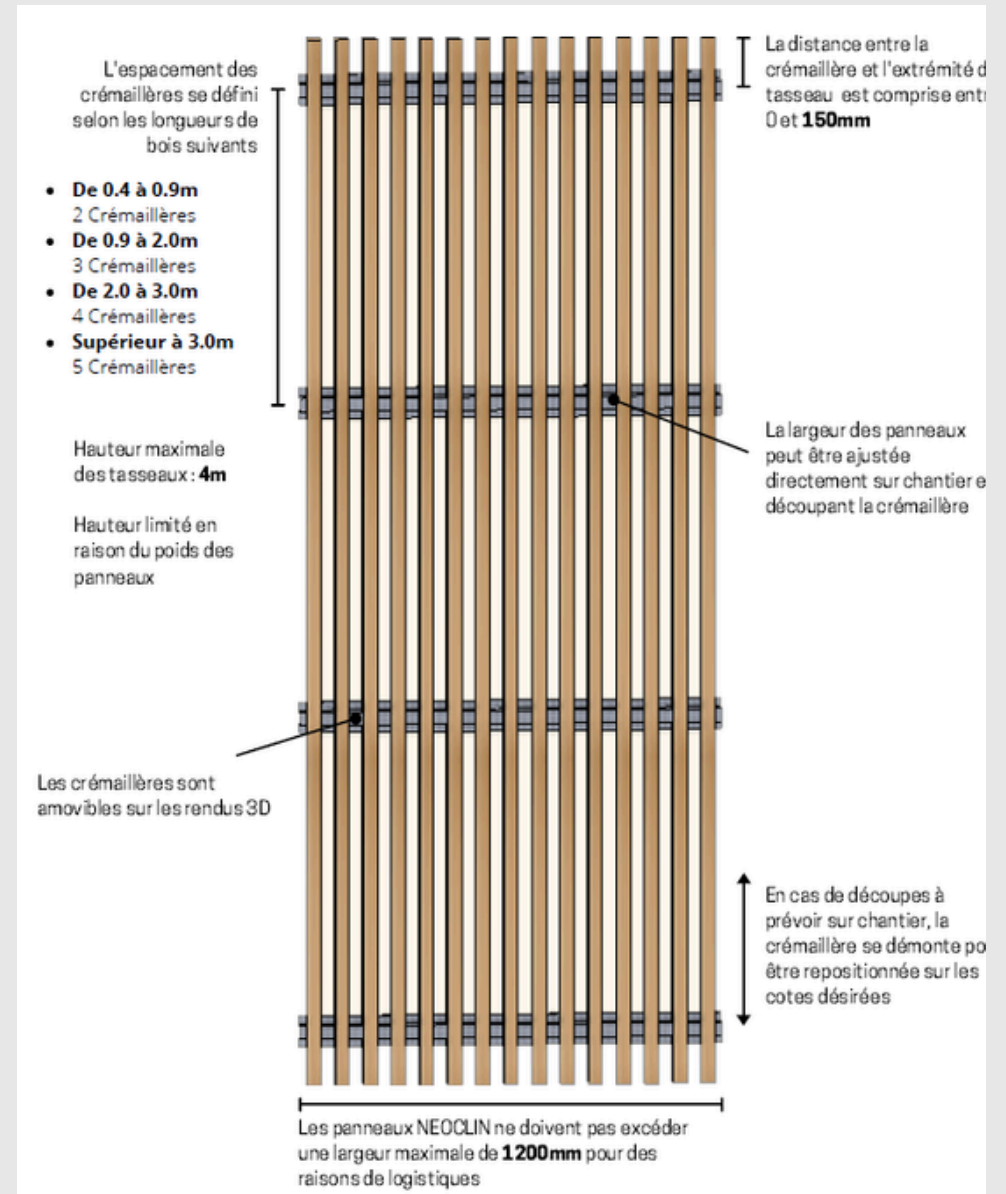 L'espacement des
crémaillères se défini
selon les longueurs de
bois suivants
• De 0.4 à 0.9m
2 Crémaillères
• De 0.9 à 2.0m
3 Crémaillères
• De 2.0 à 3.0m
4 Crémaillères
• Supérieur à 3.0m
5 Crémaillères
Hauteur maximale
des tasseaux : 4m
Hauteur limité en
raison du poids des
panneaux
Les crémaillères sont
amovibles sur les rendus 3D
La distance entre la
crémaillère et l'extrémité d
tasseau est comprise entr
0 et 150mm
La largeur des panneaux
peut être ajustée
directement sur chantier e
découpant la crémaillère
En cas de découpes à
prévoir sur chantier, la
crémaillère se démonte po
être repositionnée sur les
cotes désirées
Les panneaux NEOCLIN ne doivent pas excéder
une largeur maximale de 1200mm pour des
raisons de logistiques